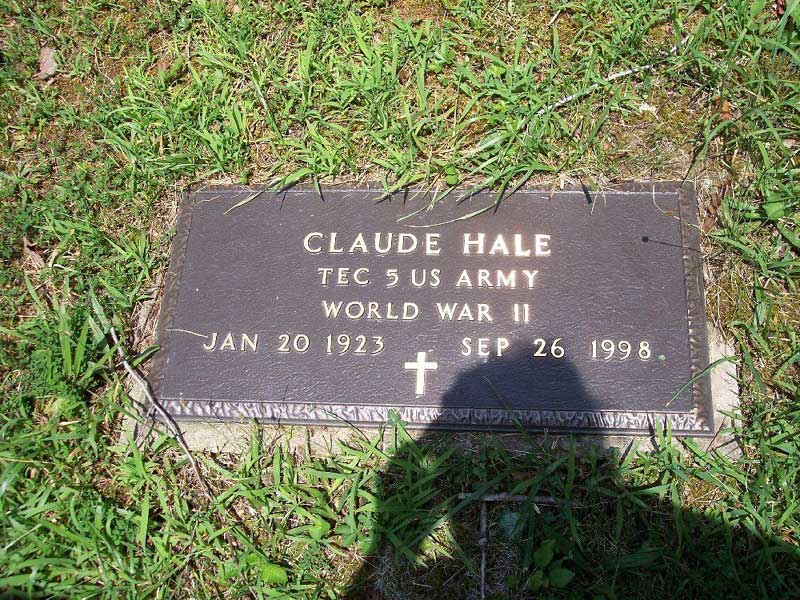 CLAUDE HALE
TEC 5 US ARMY
WORLD WAR II
JAN 20 1923 SEP 26 1998